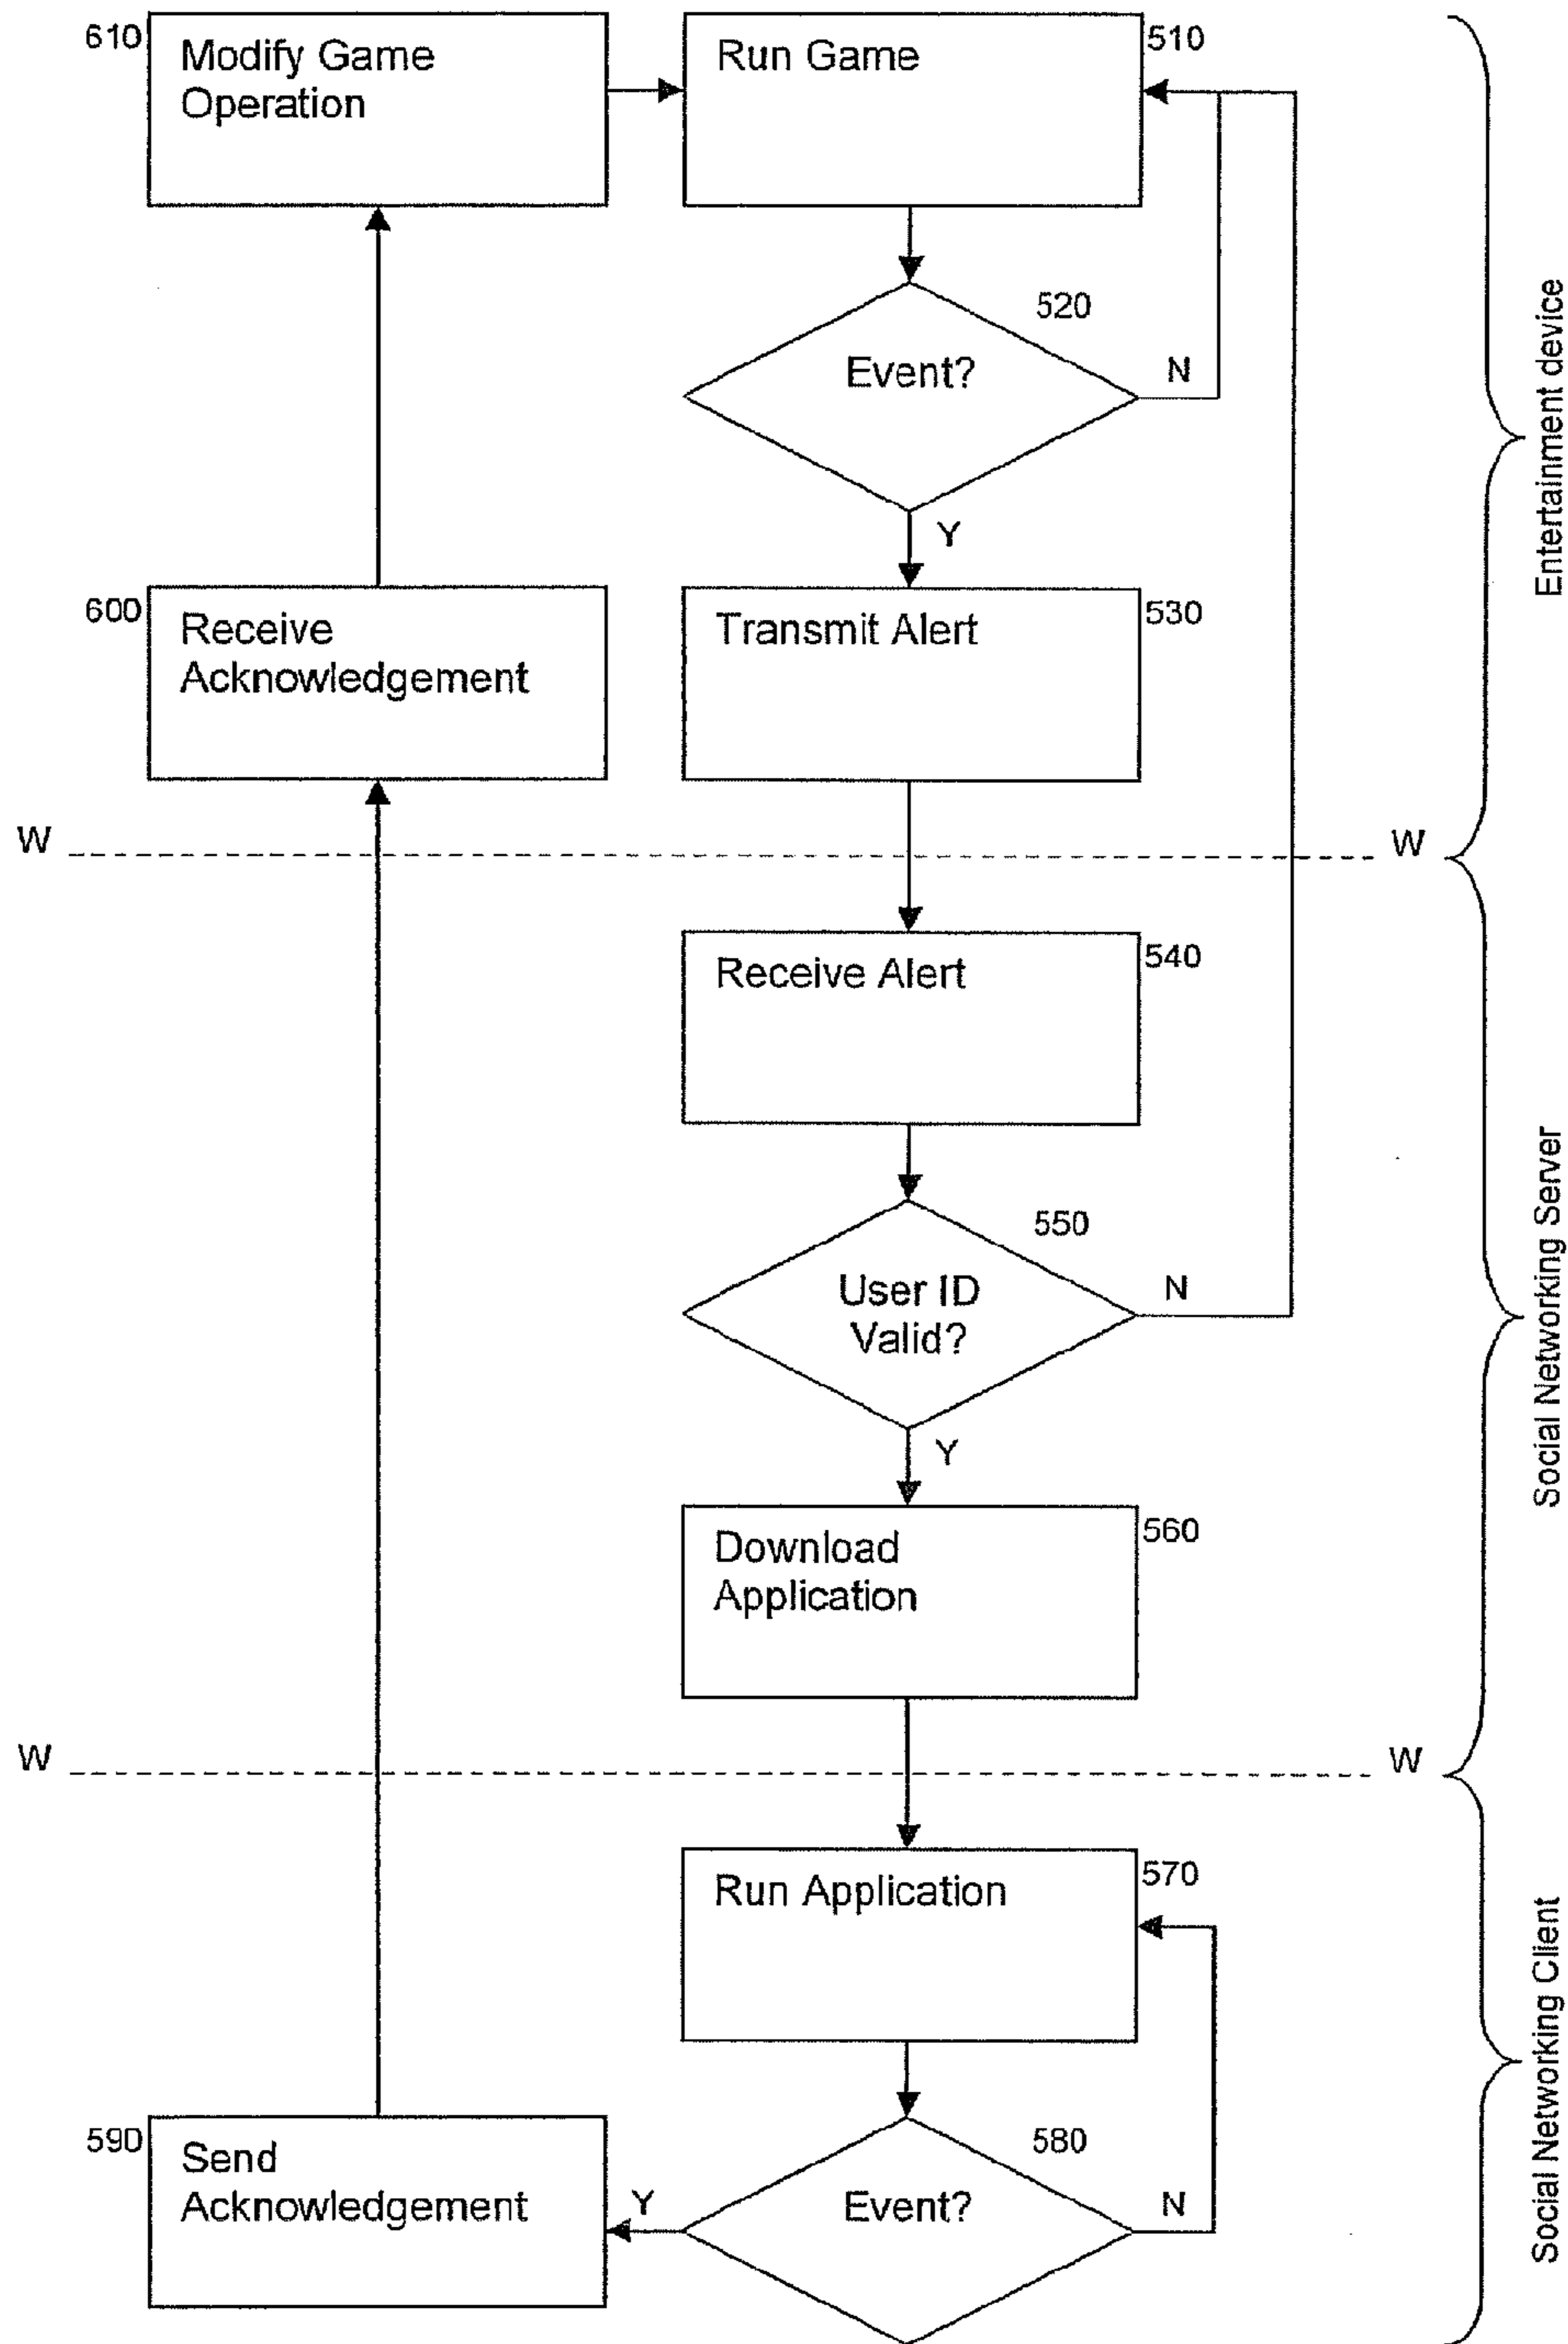 610
Modify Game
Operation
Run Game
510
520
Event?
N
Y
600
Receive
Acknowledgement
Transmit Alert
530
Entertainment device
W
W
Receive Alert
540
550
User ID
Valid?
N
Y
Download
Application
560
Social Networking Server
W
W
Run Application
570
590
Send
Acknowledgement
Y
580
Event?
N
Social Networking Client